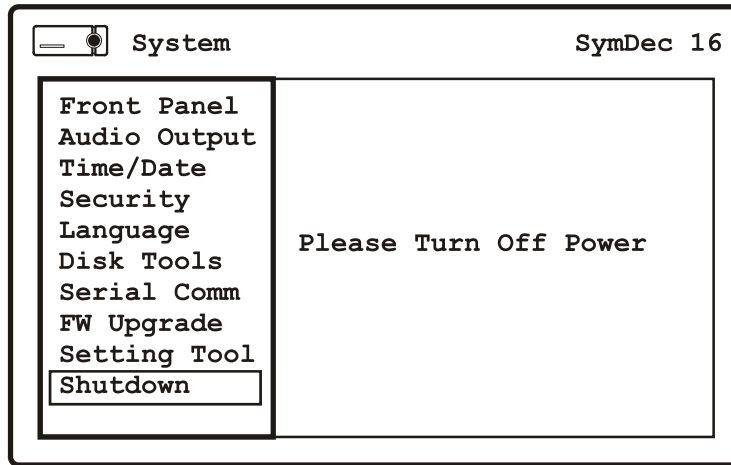 System
SymDec 16
Front Panel
Audio Output
Time/Date
Security
Language
Disk Tools
Serial Comm
FW Upgrade
Setting Tool
Shutdown
Please Turn Off Power